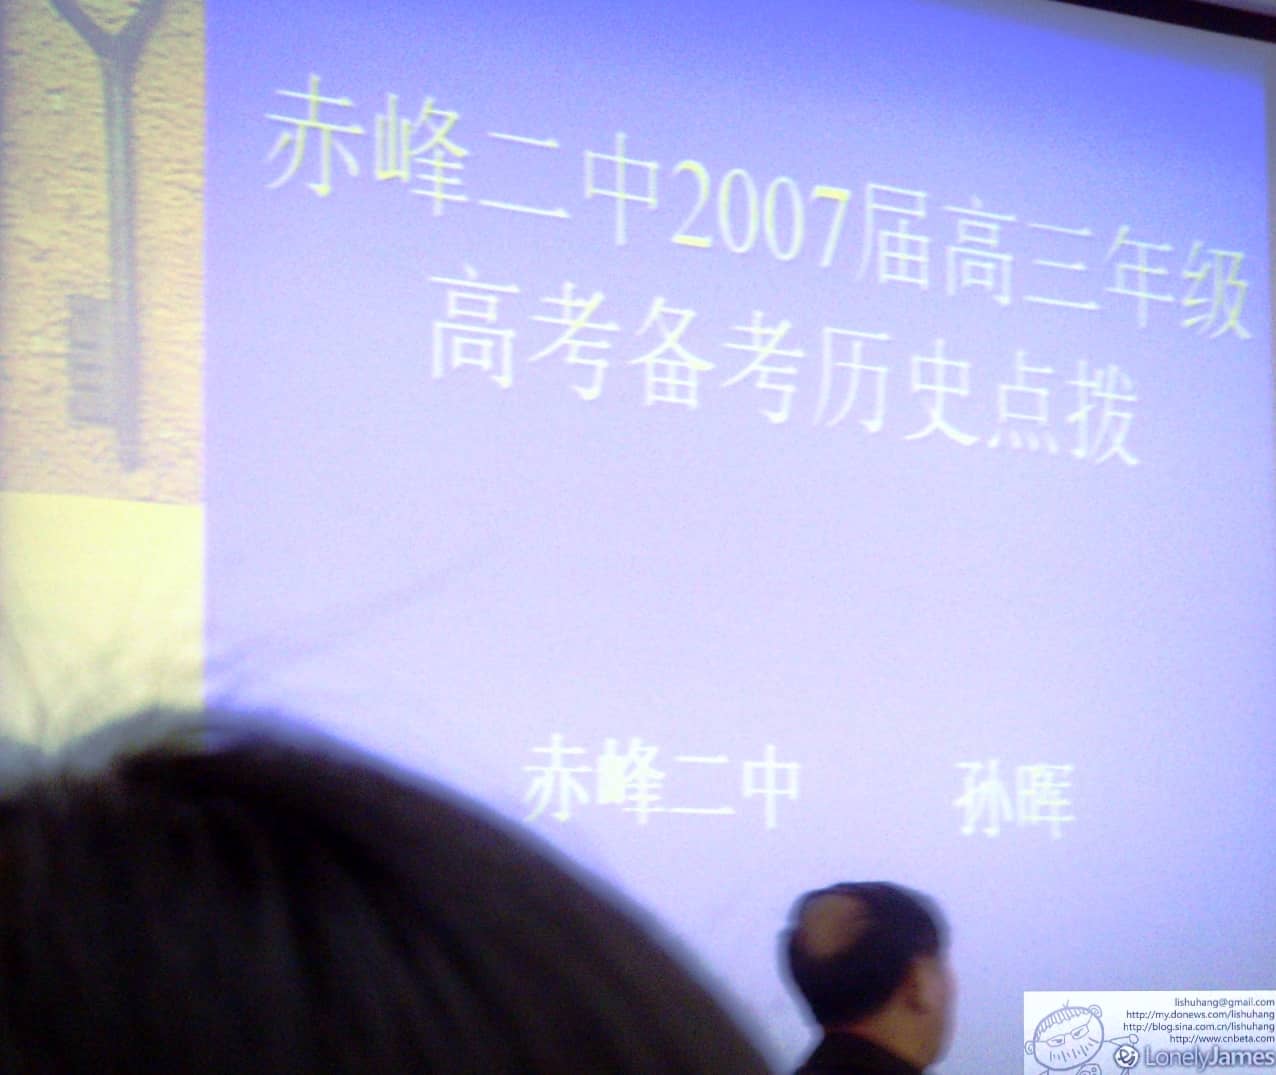 赤峰二中2007届高三年级
高考备考历史点拨
赤峰二中 孙晖
lishuhang@gmail.com
http://my.donews.com/lishuhang
http://blog.sina.com.cn/lishuhang
http://www.cnbeta.com
LonelyJames